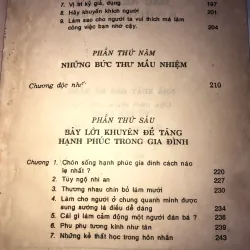 7. Vị trí kỳ giả, dụng
197
8. Hãy khuyến khích người
201
9. Làm sao cho người ta vui thích mà làm
công việc bạn nhờ cậy.
204
PHẦN THỨ NĂM
NHỮNG BỨC THƯ MẦU NHIỆM
Chương độc nhất
210
PHẦN THỨ SÁU
BẢY LỜI KHUYÊN ĐỂ TĂNG
HẠNH PHÚC TRONG GIA ĐÌNH
Chương 1. Chôn sống hạnh phúc gia đình cách nào
lẹ nhất ?
220
2. Tùy ngộ nhi an
227
3. Thương nhau chín bỏ làm mười
230
4. Làm cho người ở chung quanh mình được
sung sướng là điều dễ dàng
234
5. Cái gì làm cảm động một người đàn bà ?
236
6. Phu phụ tương kính như tân
239
7. Những kẻ thất học trong hôn nhân
243